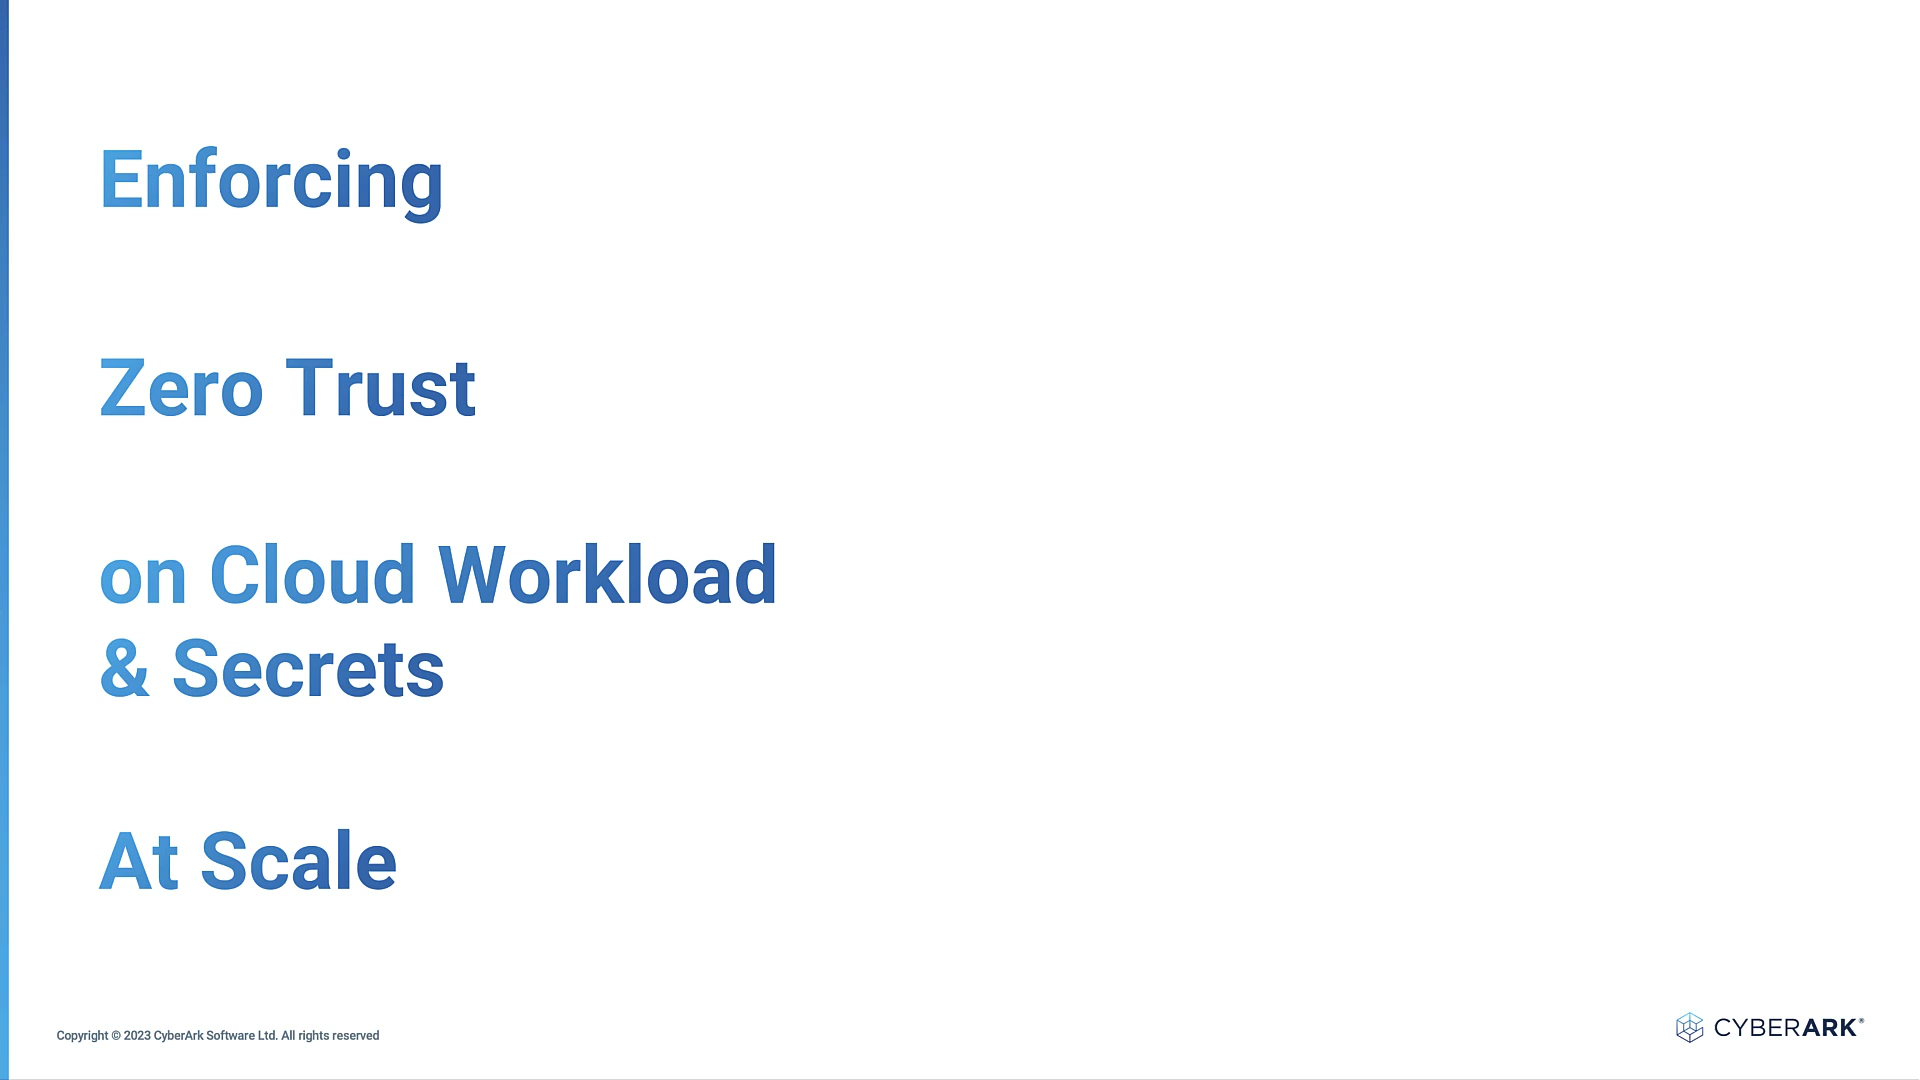 Enforcing
Zero Trust
on Cloud Workload
& Secrets
At Scale
Copyright © 2023 CyberArk Software Ltd. All rights reserved
CYBERARK®